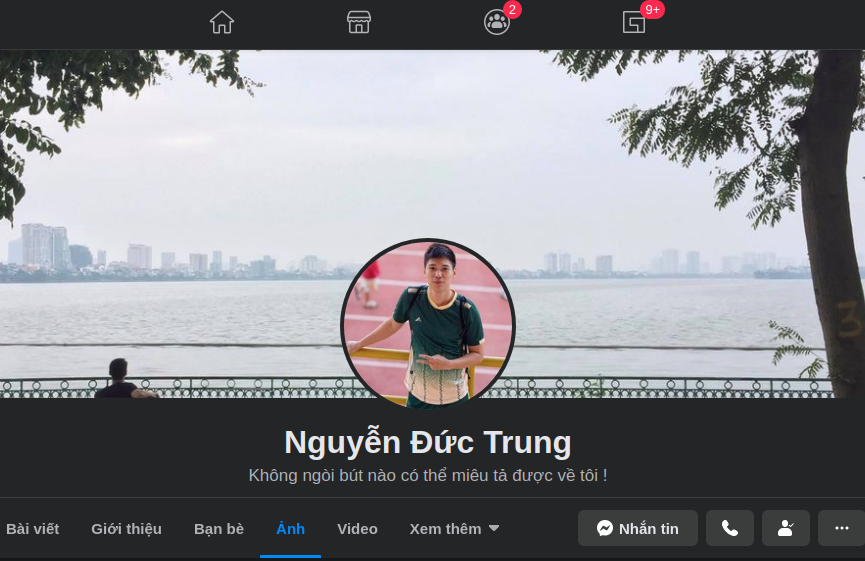 2
9+
3
Nguyễn Đức Trung
Không ngòi bút nào có thể miêu tả được về tôi !
Bài viết
Giới thiệu
Bạn bè
Ảnh
Video
Xem thêm
Nhắn tin